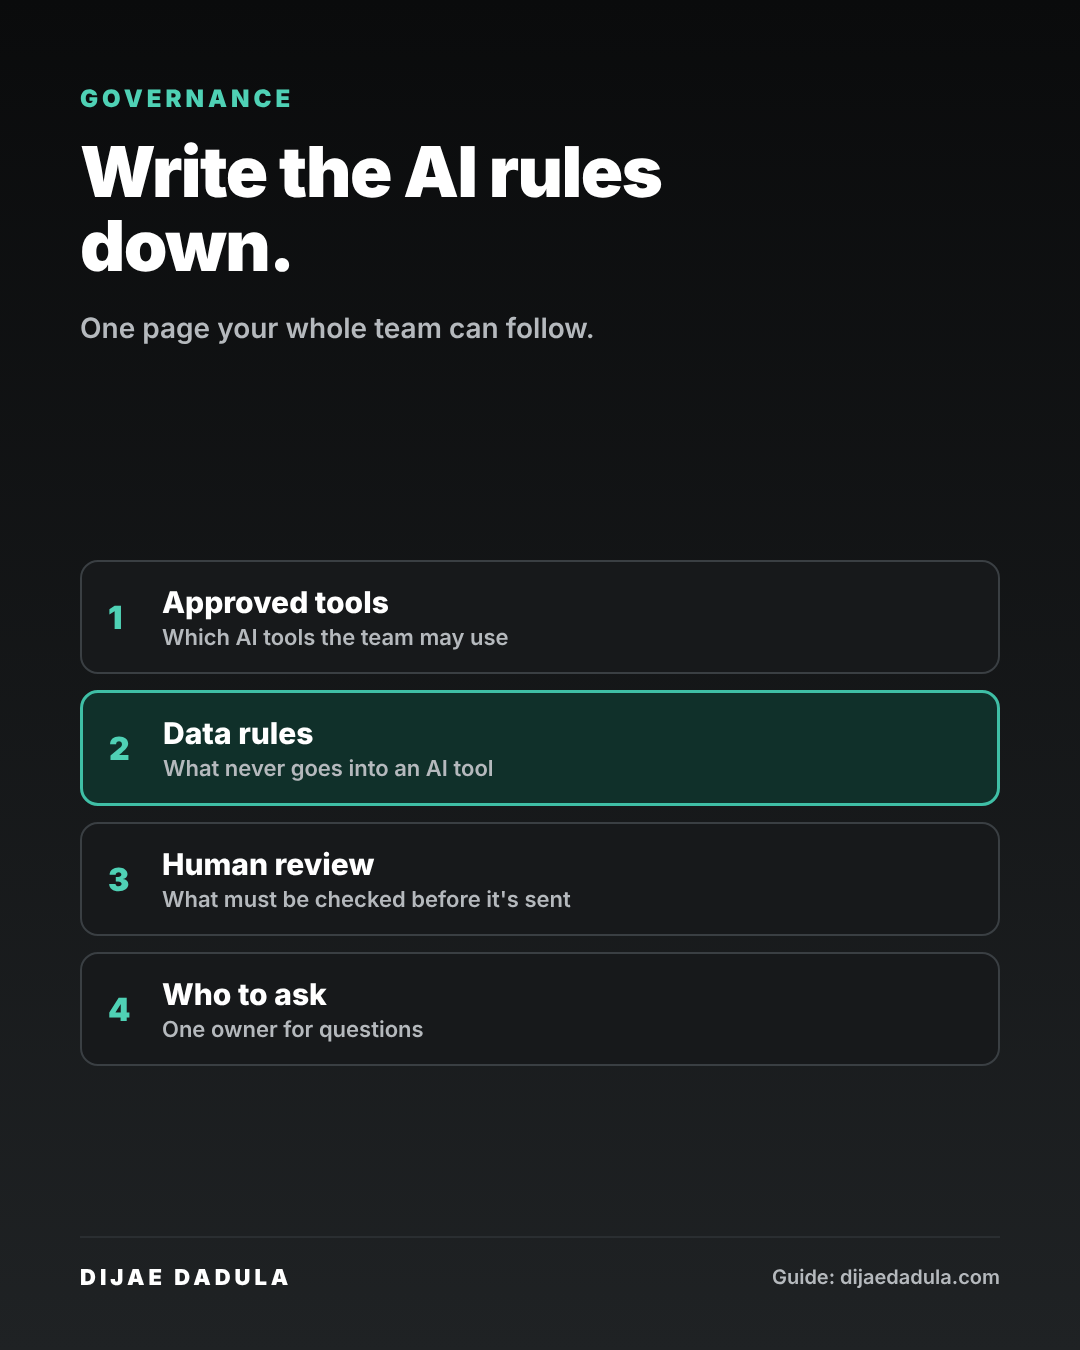 GOVERNANCE
Write the AI rules
down.
One page your whole team can follow.
1
Approved tools
Which AI tools the team may use
2
Data rules
What never goes into an AI tool
3
Human review
What must be checked before it's sent
4
Who to ask
One owner for questions
DIJAE DADULA
Guide: dijaedadula.com